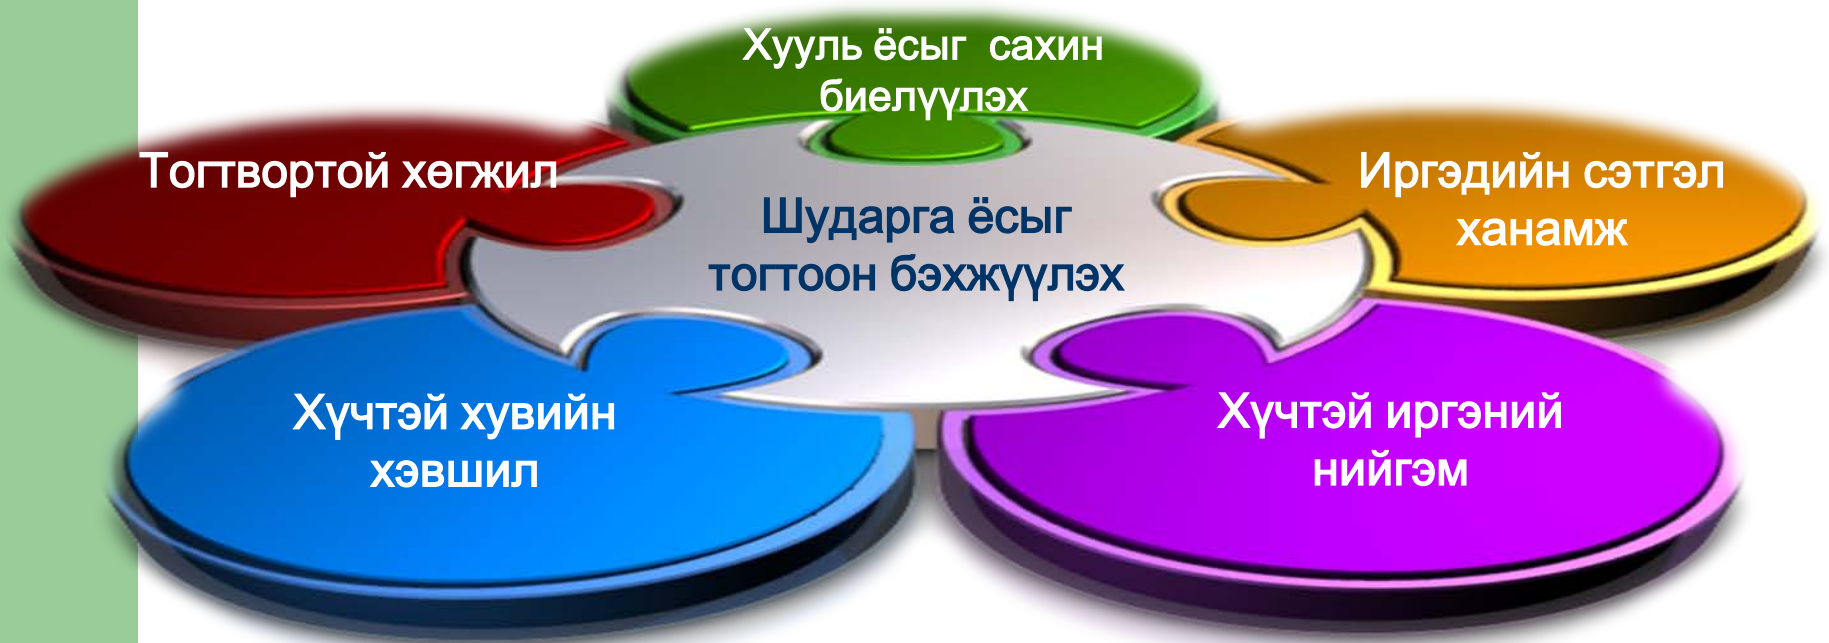 Хууль ёсыг сахин
биелүүлэх
Тогтвортой хөгжил
Иргэдийн сэтгэл
ханамж
Шударга ёсыг
тогтоон бэхжүүлэх
Хүчтэй хувийн
хэвшил
Хүчтэй иргэний
нийгэм